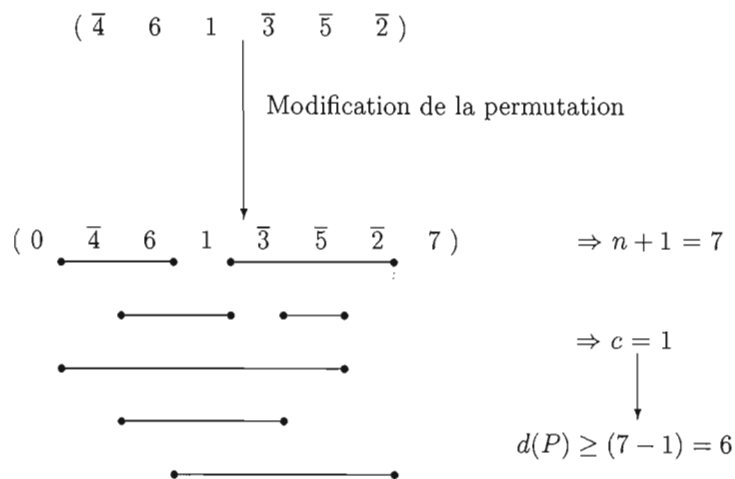 ( 4̅ 6 1 3̅ 5̅ 2̅ )
Modification de la permutation
( 0 4̅ 6 1 3̅ 5̅ 2̅ 7 ) ⇒ n + 1 = 7
⇒ c = 1
d(P) ≥ (7 − 1) = 6